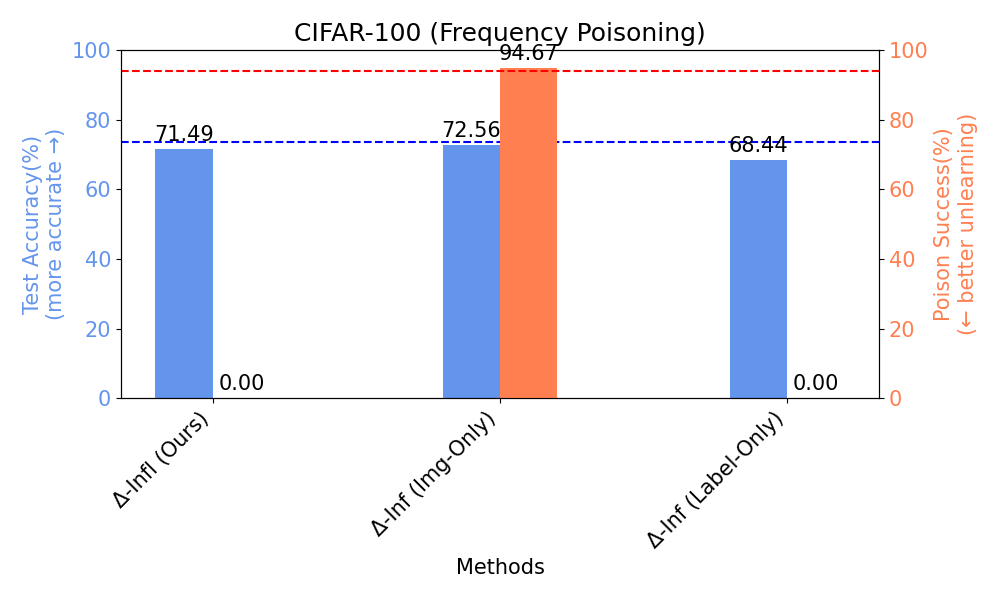 CIFAR-100 (Frequency Poisoning)
Test Accuracy(%)
(more accurate →)
100
80
60
40
20
0
71.49
0.00
72.56
94.67
68.44
0.00
100
80
60
40
20
0
Poison Success(%)
(← better unlearning)
Δ-Infl (Ours)
Δ-Inf (Img-Only)
Δ-Inf (Label-Only)
Methods